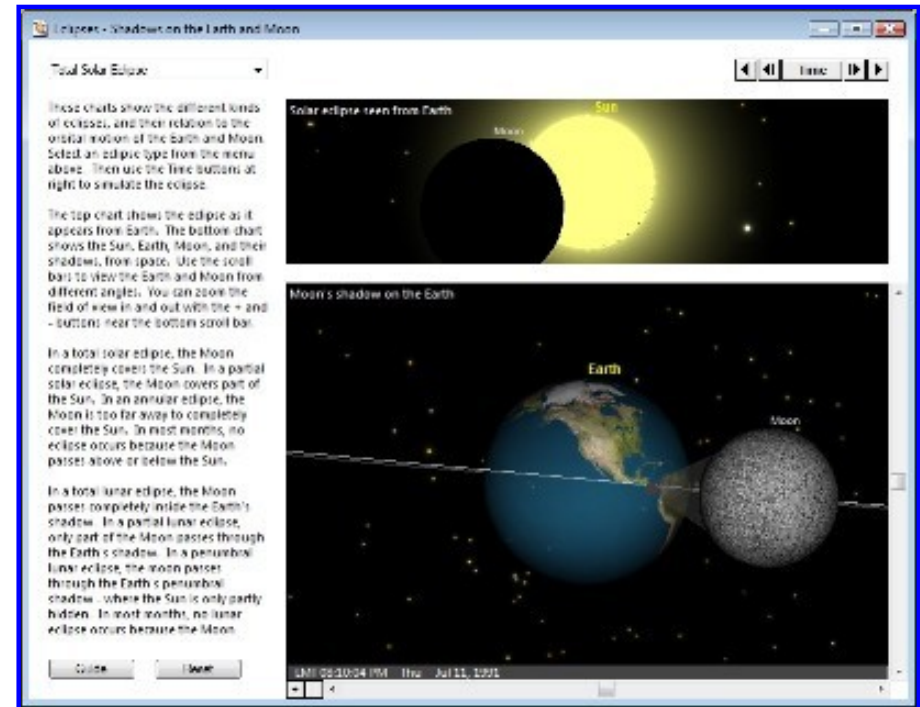 Eclipses - Shadows on the Earth and Moon
Total Solar Eclipse
Time
These charts show the different kinds
of eclipses, and their relation to the
orbital motion of the Earth and Moon.
Select an eclipse type from the menu
above. Then use the Time buttons at
right to simulate the eclipse.
The top chart shows the eclipse as it
appears from Earth. The bottom chart
shows the Sun, Earth, Moon, and their
shadows, from space. Use the scroll
bars to view the Earth and Moon from
different angles. You can zoom the
field of view in and out with the + and
- buttons near the bottom scroll bar.
In a total solar eclipse, the Moon
completely covers the Sun. In a partial
solar eclipse, the Moon covers part of
the Sun. In an annular eclipse, the
Moon is too far away to completely
cover the Sun. In most months, no
eclipse occurs because the Moon
passes above or below the Sun.
In a total lunar eclipse, the Moon
passes completely inside the Earth's
shadow. In a partial lunar eclipse,
only part of the Moon passes through
the Earth's shadow. In a penumbral
lunar eclipse, the moon passes
through the Earth's penumbral
shadow - where the Sun is only partly
hidden. In most months, no lunar
eclipse occurs because the Moon
Guide
Reset
Solar eclipse seen from Earth
Sun
Moon
Moon's shadow on the Earth
Earth
Moon
PM Thu Jul 11, 1991